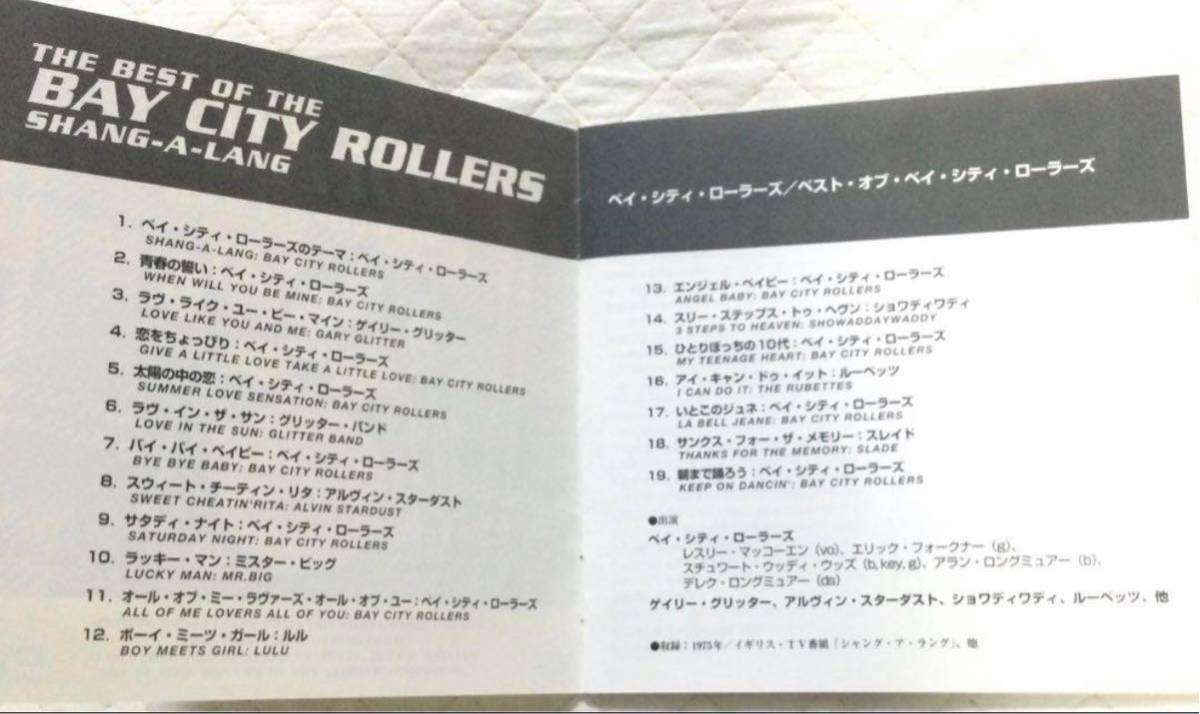 THE BEST OF THE
BAY CITY ROLLERS
SHANG-A-LANG
1. ベイ・シティ・ローラーズのテーマ：ベイ・シティ・ローラーズ
SHANG-A-LANG: BAY CITY ROLLERS
2. 青春の誓い：ベイ・シティ・ローラーズ
WHEN WILL YOU BE MINE: BAY CITY ROLLERS
3. ラヴ・ライク・ユー・ビー・マイン：ゲイリー・グリッター
LOVE LIKE YOU AND ME: GARY GLITTER
4. 恋をちょっぴり：ベイ・シティ・ローラーズ
GIVE A LITTLE LOVE TAKE A LITTLE LOVE: BAY CITY ROLLERS
5. 太陽の中の恋：ベイ・シティ・ローラーズ
SUMMER LOVE SENSATION: BAY CITY ROLLERS
6. ラヴ・イン・ザ・サン：グリッター・バンド
LOVE IN THE SUN: GLITTER BAND
7. バイ・バイ・ベイビー：ベイ・シティ・ローラーズ
BYE BYE BABY: BAY CITY ROLLERS
8. スウィート・チーティン・リタ：アルヴィン・スターダスト
SWEET CHEATIN'RITA: ALVIN STARDUST
9. サタディ・ナイト：ベイ・シティ・ローラーズ
SATURDAY NIGHT: BAY CITY ROLLERS
10. ラッキー・マン：ミスター・ビッグ
LUCKY MAN: MR.BIG
11. オール・オブ・ミー・ラヴァーズ・オール・オブ・ユー：ベイ・シティ・ローラーズ
ALL OF ME LOVERS ALL OF YOU: BAY CITY ROLLERS
12. ボーイ・ミーツ・ガール：ルル
BOY MEETS GIRL: LULU
ベイ・シティ・ローラーズ／ベスト・オブ・ベイ・シティ・ローラーズ
13. エンジェル・ベイビー：ベイ・シティ・ローラーズ
ANGEL BABY: BAY CITY ROLLERS
14. スリー・ステップス・トゥ・ヘヴン：ショワディワディ
3 STEPS TO HEAVEN: SHOWADDAYWADDY
15. ひとりぼっちの10代：ベイ・シティ・ローラーズ
MY TEENAGE HEART: BAY CITY ROLLERS
16. アイ・キャン・ドゥ・イット：ルーベッツ
I CAN DO IT: THE RUBETTES
17. いとこのジュネ：ベイ・シティ・ローラーズ
LA BELL JEANE: BAY CITY ROLLERS
18. サンクス・フォー・ザ・メモリー：スレイド
THANKS FOR THE MEMORY: SLADE
19. 朝まで踊ろう：ベイ・シティ・ローラーズ
KEEP ON DANCIN': BAY CITY ROLLERS
●出演
ベイ・シティ・ローラーズ
レスリー・マッコーエン（vo）、エリック・フォークナー（g）、
スチュワート・ウッディ・ウッズ（b, key, g）、アラン・ロングミュアー（b）、
デレク・ロングミュアー（ds）
ゲイリー・グリッター、アルヴィン・スターダスト、ショワディワディ、ルーベッツ、他
●収録：1975年／イギリス・TV番組「シャング・ア・ラング」、他